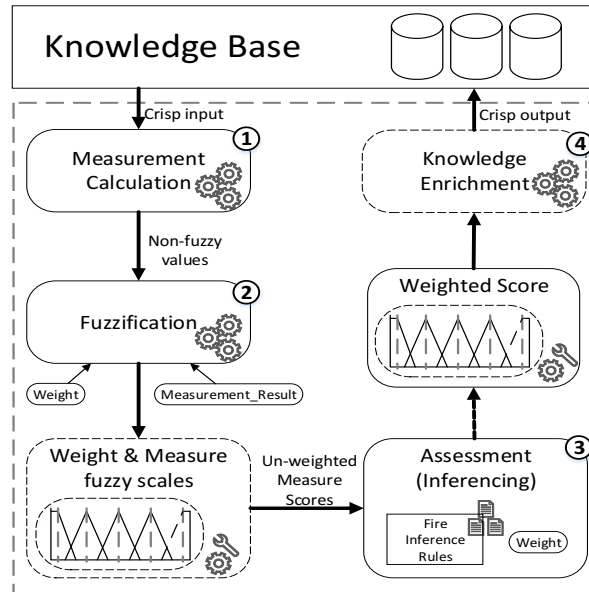 Knowledge Base
Crisp input
Crisp output
1
Measurement
Calculation
4
Knowledge
Enrichment
Non-fuzzy
values
2
Fuzzification
Weight
Measurement_Result
Weighted Score
Weight & Measure
fuzzy scales
Un-weighted
Measure
Scores
3
Assessment
(Inferencing)
Fire
Inference
Rules
Weight